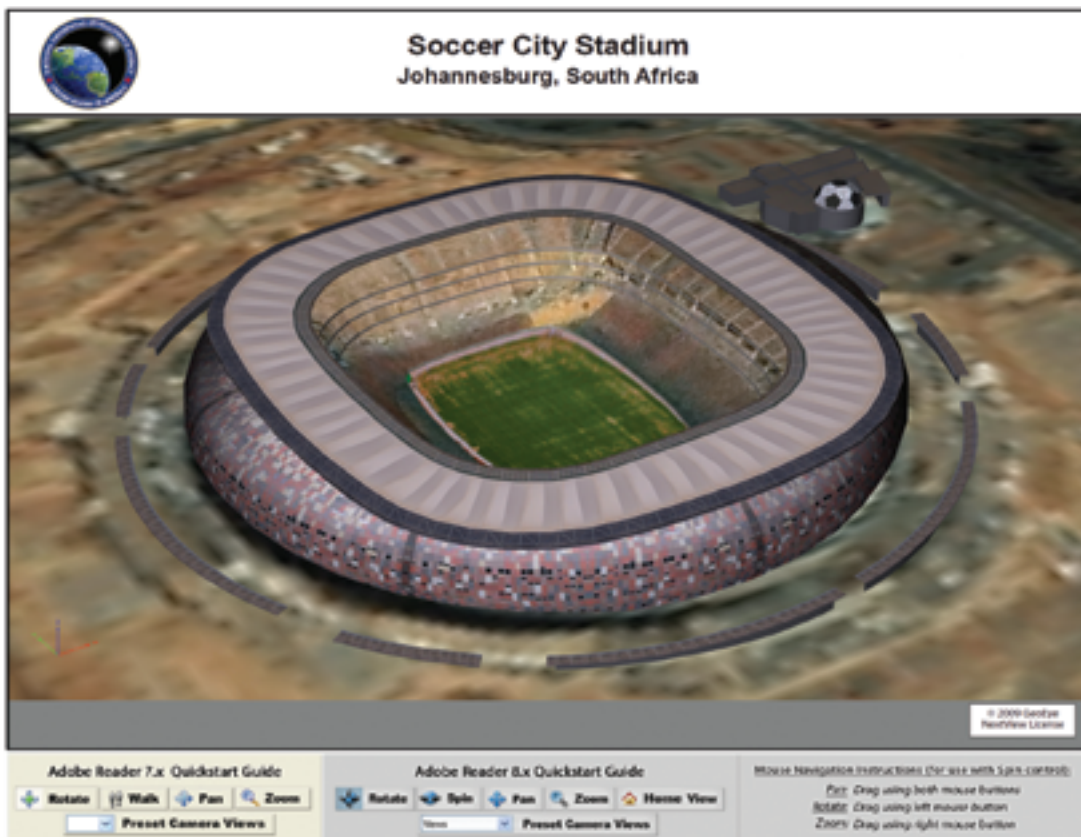 Soccer City Stadium
Johannesburg, South Africa
© 2009 GeoEye
NextView License
Adobe Reader 7.x Quickstart Guide
Rotate Walk Pan Zoom
Preset Camera Views
Adobe Reader 8.x Quickstart Guide
Rotate Spin Pan Zoom Home View
Views Preset Camera Views
Mouse Navigation Instructions (for use with Spin control)
Pan: Drag using both mouse buttons
Rotate: Drag using left mouse button
Zoom: Drag using right mouse button